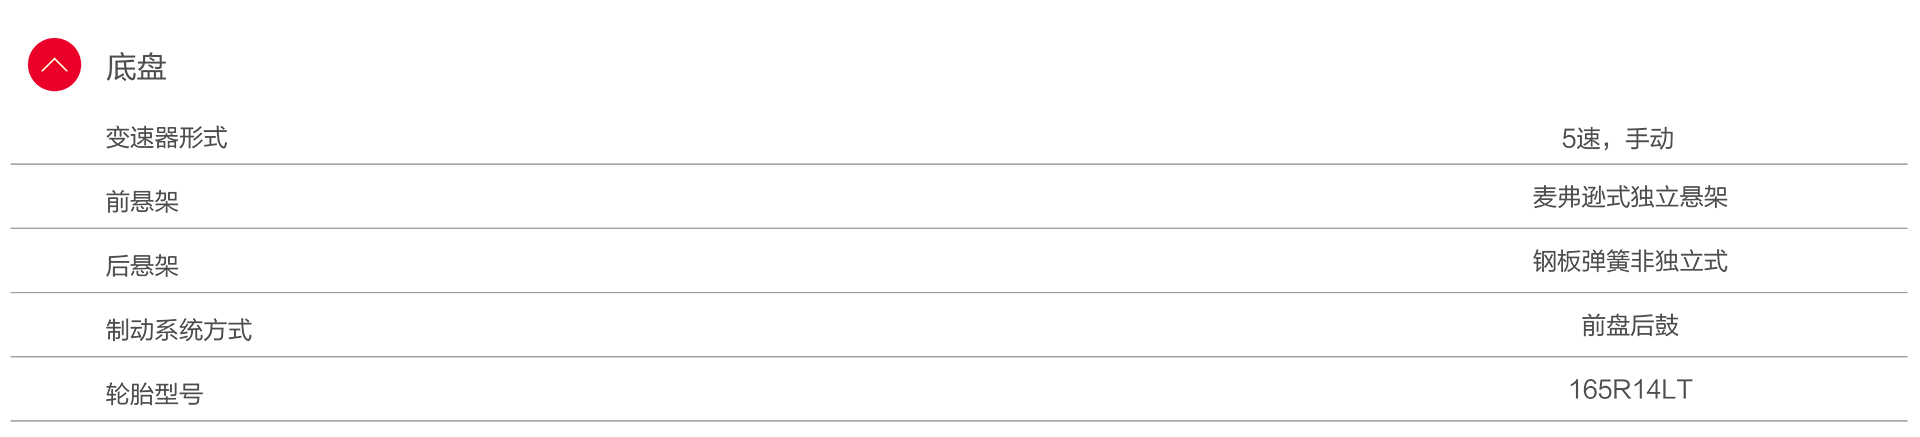 底盘
变速器形式 5速，手动
前悬架 麦弗逊式独立悬架
后悬架 钢板弹簧非独立式
制动系统方式 前盘后鼓
轮胎型号 165R14LT